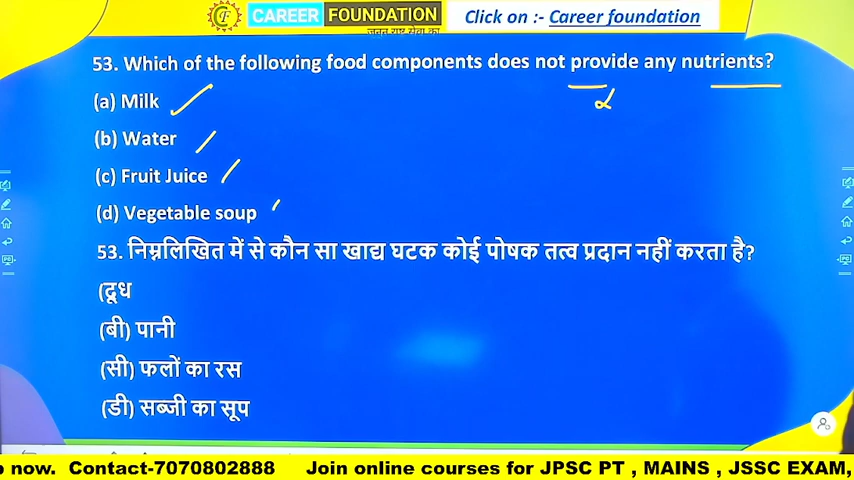 CAREER FOUNDATION
जनन राष्ट्र सेवा का
Click on :- Career foundation
53. Which of the following food components does not provide any nutrients?
(a) Milk
(b) Water
(c) Fruit Juice
(d) Vegetable soup
53. निम्नलिखित में से कौन सा खाद्य घटक कोई पोषक तत्व प्रदान नहीं करता है?
(दूध
(बी) पानी
(सी) फलों का रस
(डी) सब्जी का सूप
now. Contact-7070802888 Join online courses for JPSC PT , MAINS , JSSC EXAM,